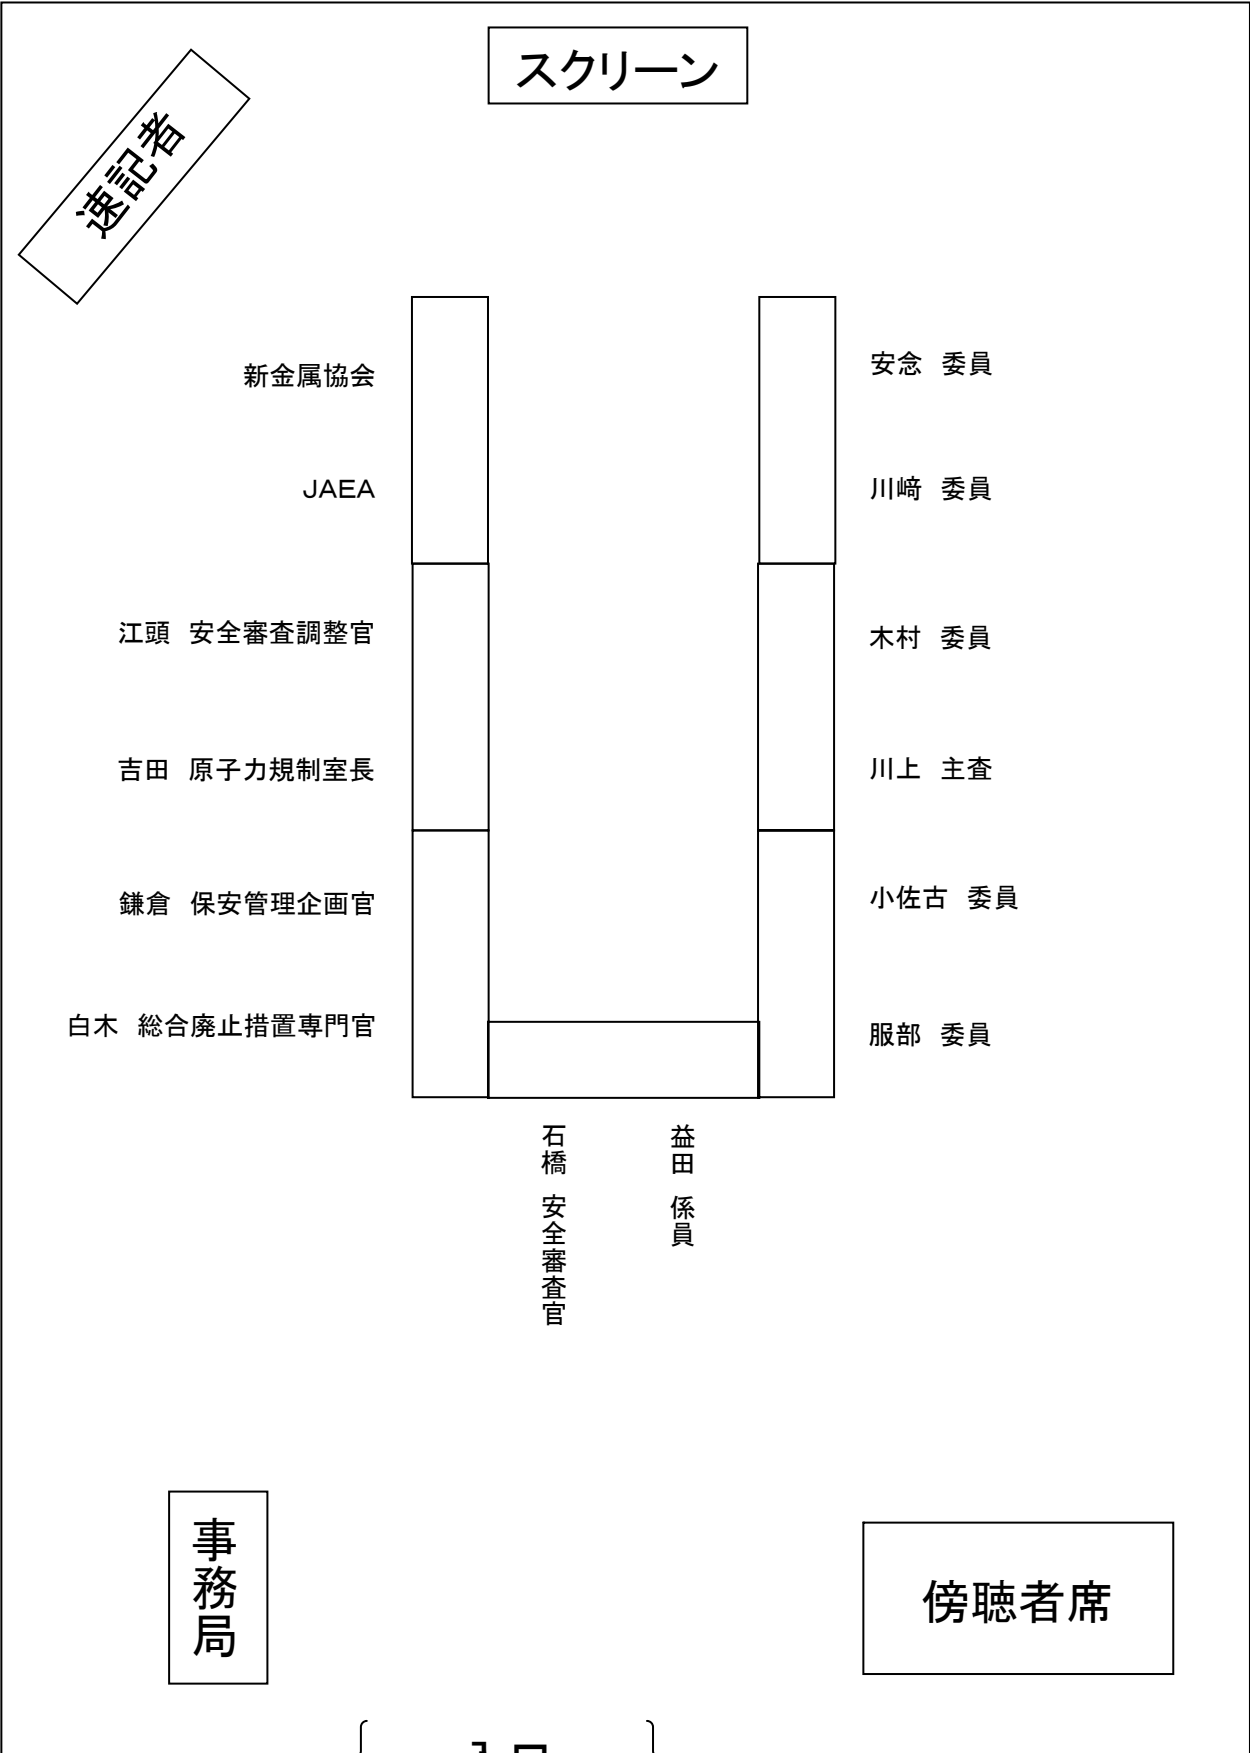 スクリーン
速記者
新金属協会
JAEA
江頭　安全審査調整官
吉田　原子力規制室長
鎌倉　保安管理企画官
白木　総合廃止措置専門官
安念　委員
川﨑　委員
木村　委員
川上　主査
小佐古　委員
服部　委員
石橋　安全審査官
益田　係員
事務局
傍聴者席
入口